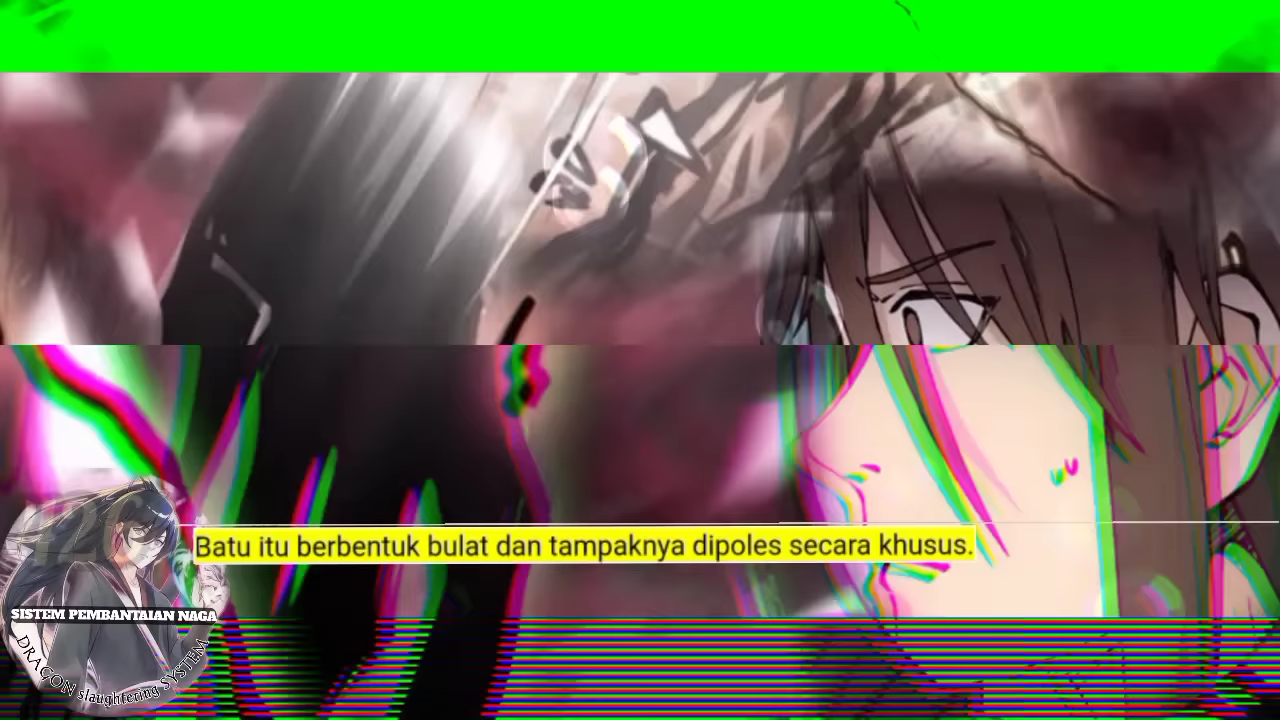 Batu itu berbentuk bulat dan tampaknya dipoles secara khusus.
SISTEM PEMBANTAIAN NAGA
DRAGON slaughtering SYSTEM